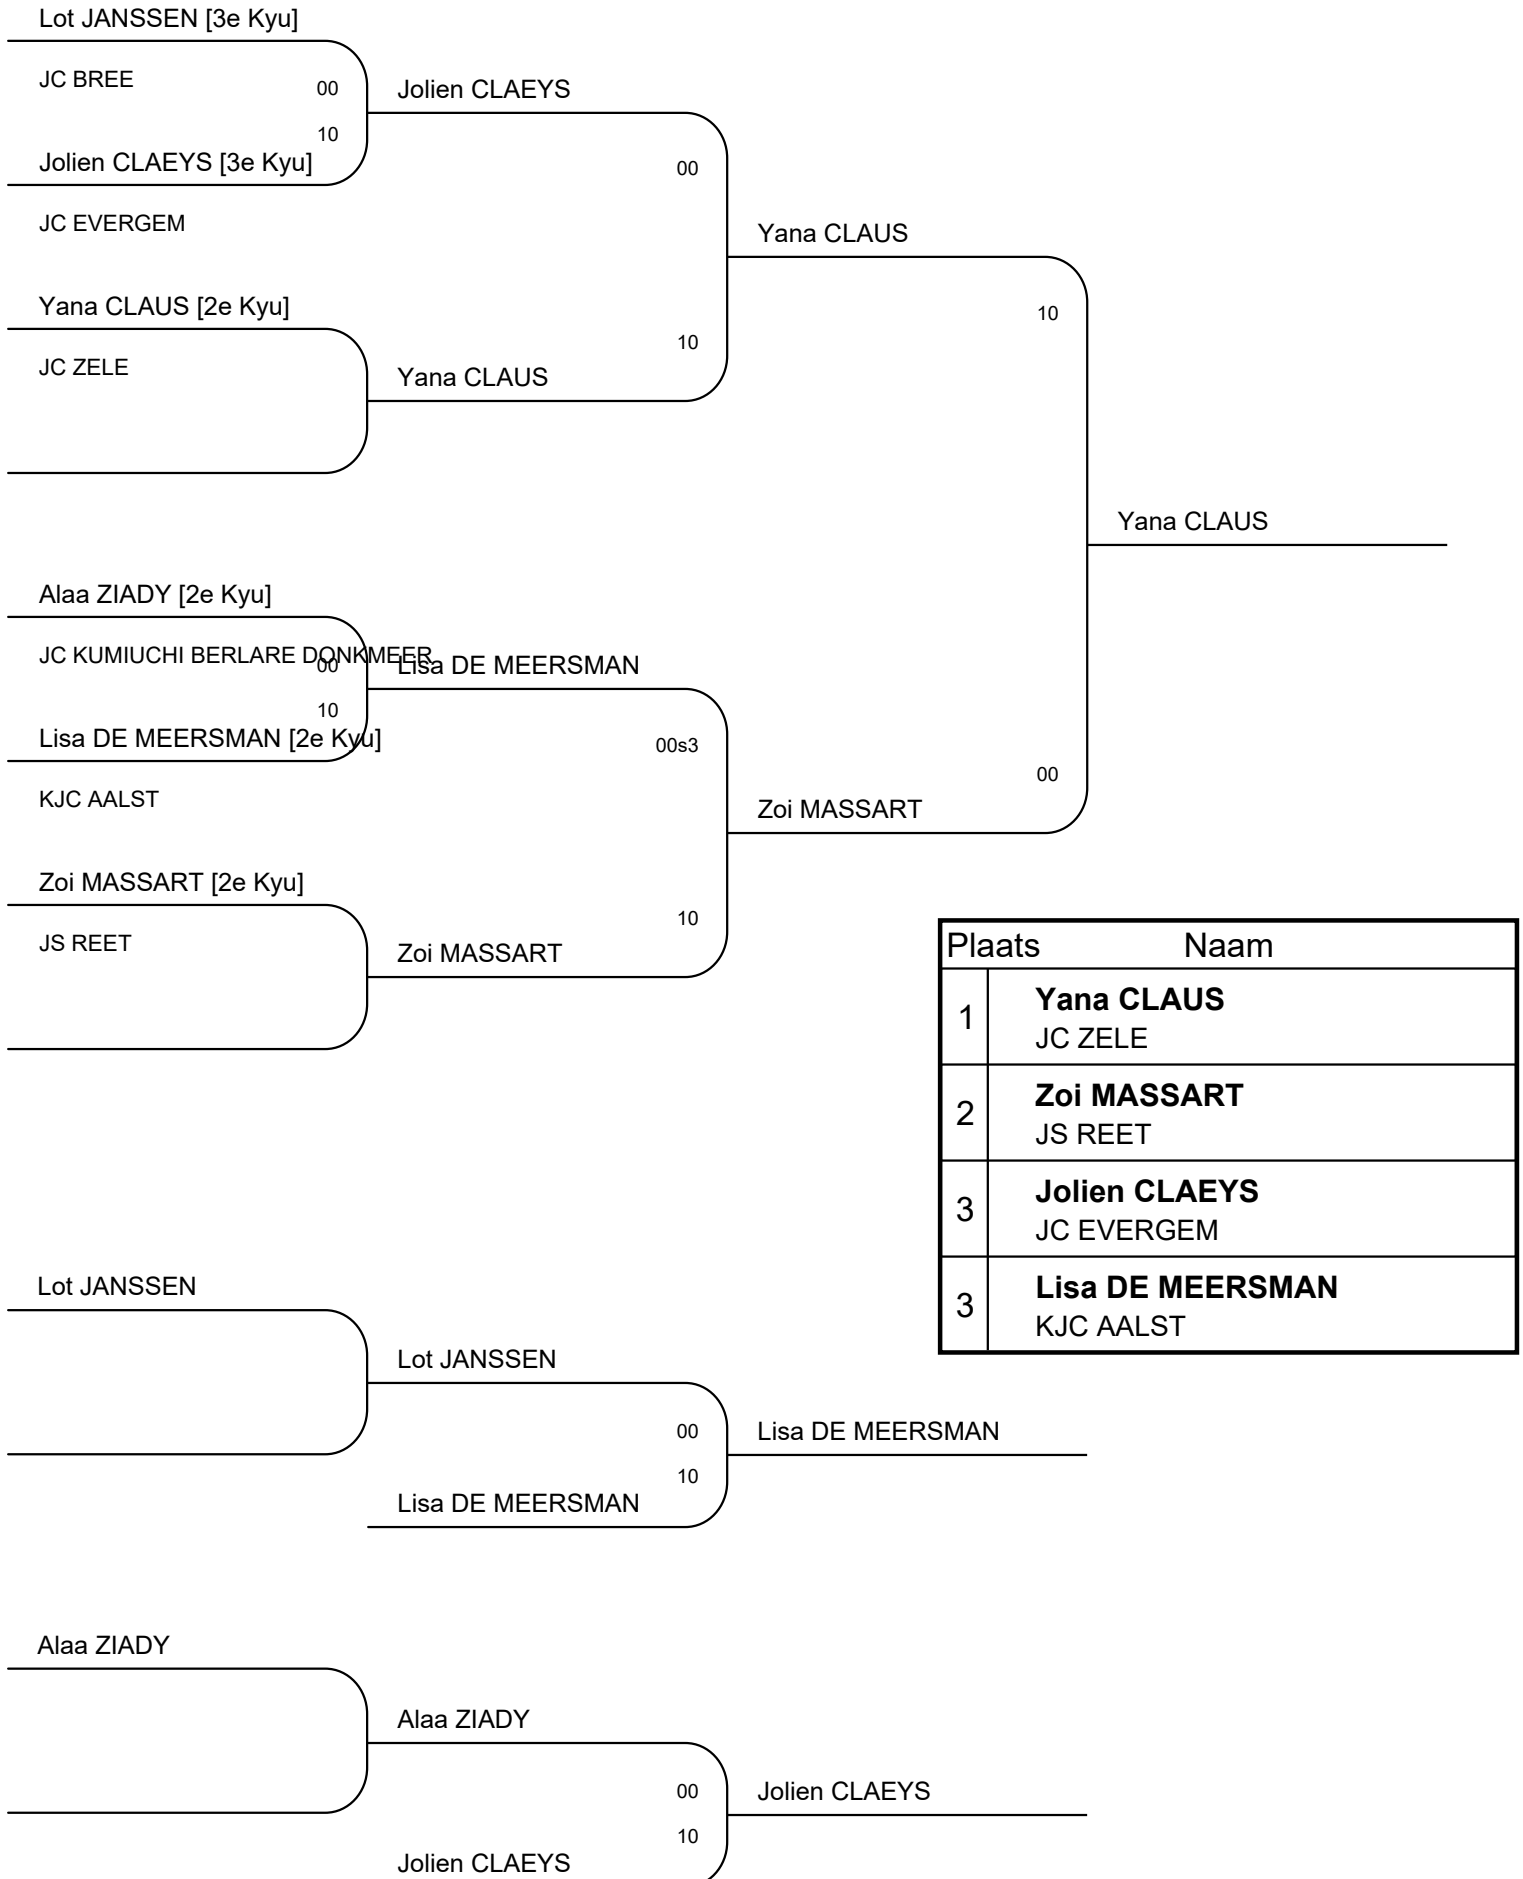 Lot JANSSEN [3e Kyu]
JC BREE
00
10
Jolien CLAEYS [3e Kyu]
JC EVERGEM
Jolien CLAEYS
00
Yana CLAUS [2e Kyu]
JC ZELE
10
Yana CLAUS
Yana CLAUS
10
Yana CLAUS
Alaa ZIADY [2e Kyu]
JC KUMIUCHI BERLARE DONKMEER
00
10
Lisa DE MEERSMAN [2e Kyu]
KJC AALST
Lisa DE MEERSMAN
00s3
Zoi MASSART [2e Kyu]
JS REET
10
Zoi MASSART
00
Zoi MASSART
Plaats Naam
1 Yana CLAUS
JC ZELE
2 Zoi MASSART
JS REET
3 Jolien CLAEYS
JC EVERGEM
3 Lisa DE MEERSMAN
KJC AALST
Lot JANSSEN
Lot JANSSEN
00
10
Lisa DE MEERSMAN
Lisa DE MEERSMAN
Alaa ZIADY
Alaa ZIADY
00
10
Jolien CLAEYS
Jolien CLAEYS